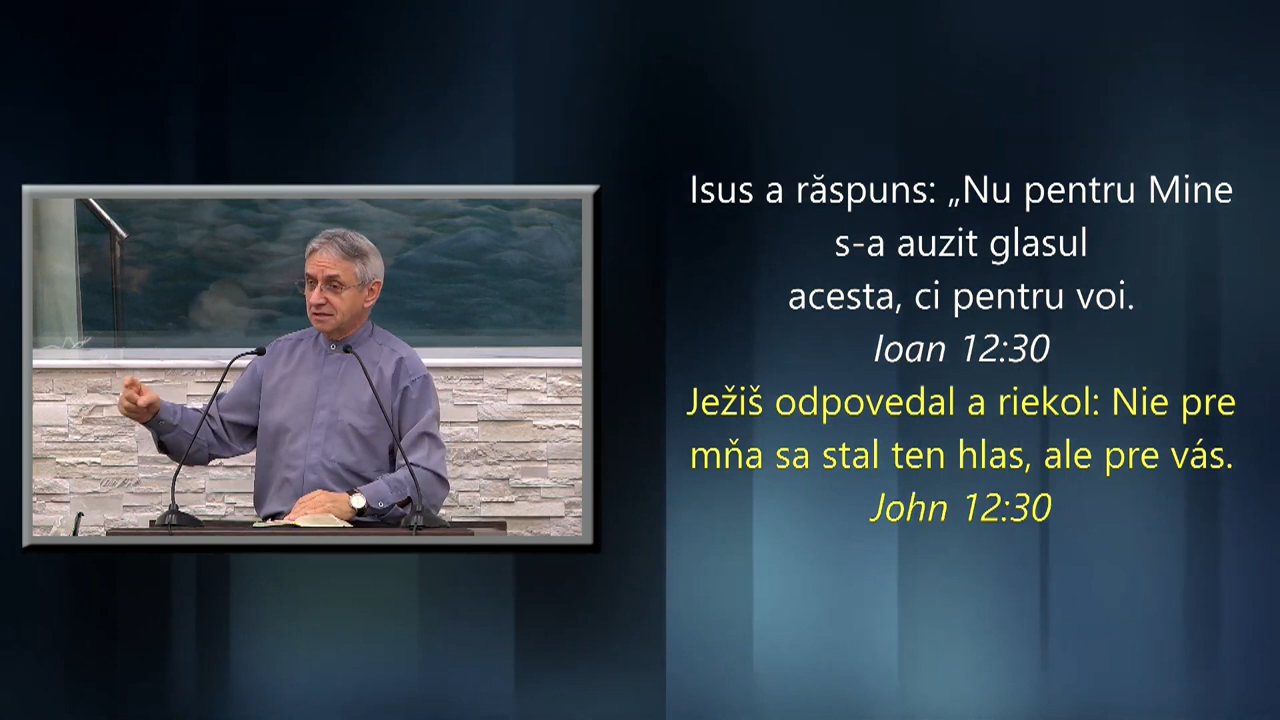 Isus a răspuns: „Nu pentru Mine
s-a auzit glasul
acesta, ci pentru voi.
Ioan 12:30
Ježiš odpovedal a riekol: Nie pre
mňa sa stal ten hlas, ale pre vás.
John 12:30